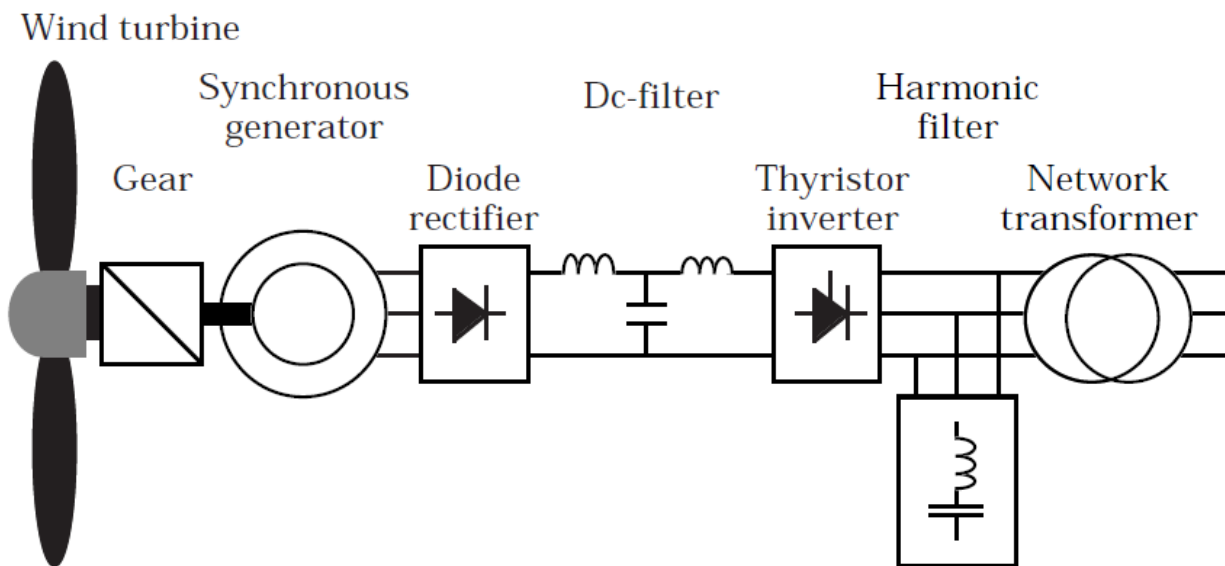 Wind turbine
Synchronous
generator
Dc-filter
Harmonic
filter
Gear
Diode
rectifier
Thyristor
inverter
Network
transformer